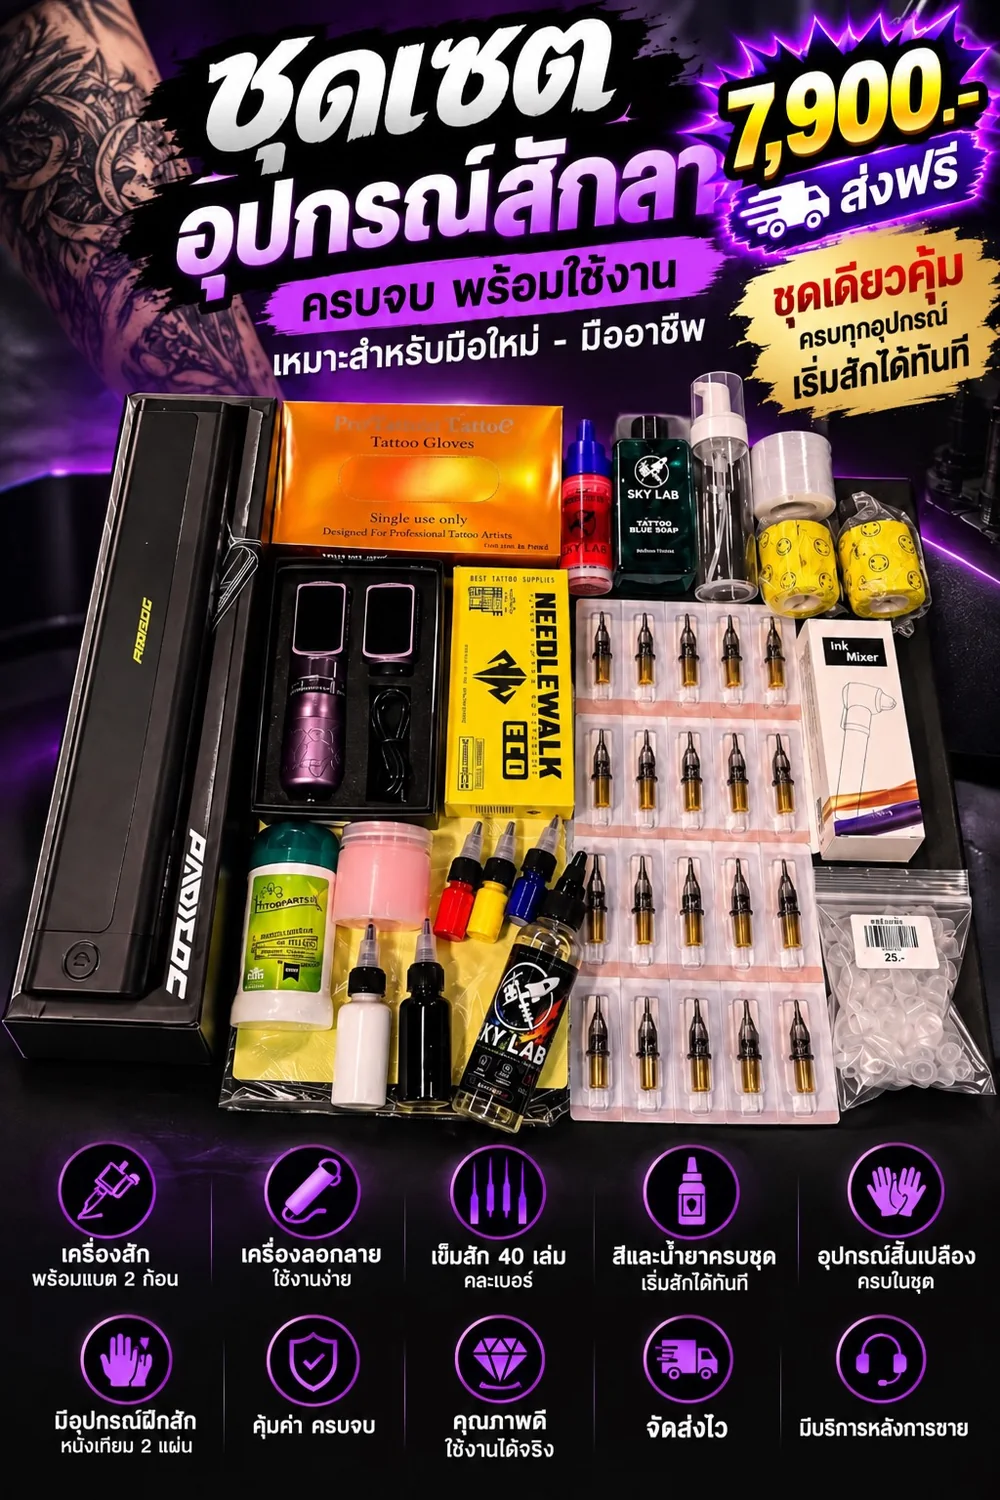 ชุดเซต
อุปกรณ์สักลา
ครบจบ พร้อมใช้งาน
เหมาะสำหรับมือใหม่ - มืออาชีพ
7,900.-
ส่งฟรี
ชุดเดียวคุ้ม
ครบทุกอุปกรณ์
เริ่มสักได้ทันที
Tattoo Gloves
Single use only
Designed For Professional Tattoo Artists
SKY LAB
TATTOO
BLUE SOAP
SKY LAB
BEST TATTOO SUPPLIES
NEEDLEWALK
ECO
Ink
Mixer
25.-
SKY LAB
เครื่องสัก
พร้อมแบต 2 ก้อน
เครื่องลอกลาย
ใช้งานง่าย
เข็มสัก 40 เล่ม
คละเบอร์
สีและน้ำยาครบชุด
เริ่มสักได้ทันที
อุปกรณ์สิ้นเปลือง
ครบในชุด
มีอุปกรณ์ฝึกสัก
หนังเทียม 2 แผ่น
คุ้มค่า ครบจบ
คุณภาพดี
ใช้งานได้จริง
จัดส่งไว
มีบริการหลังการขาย